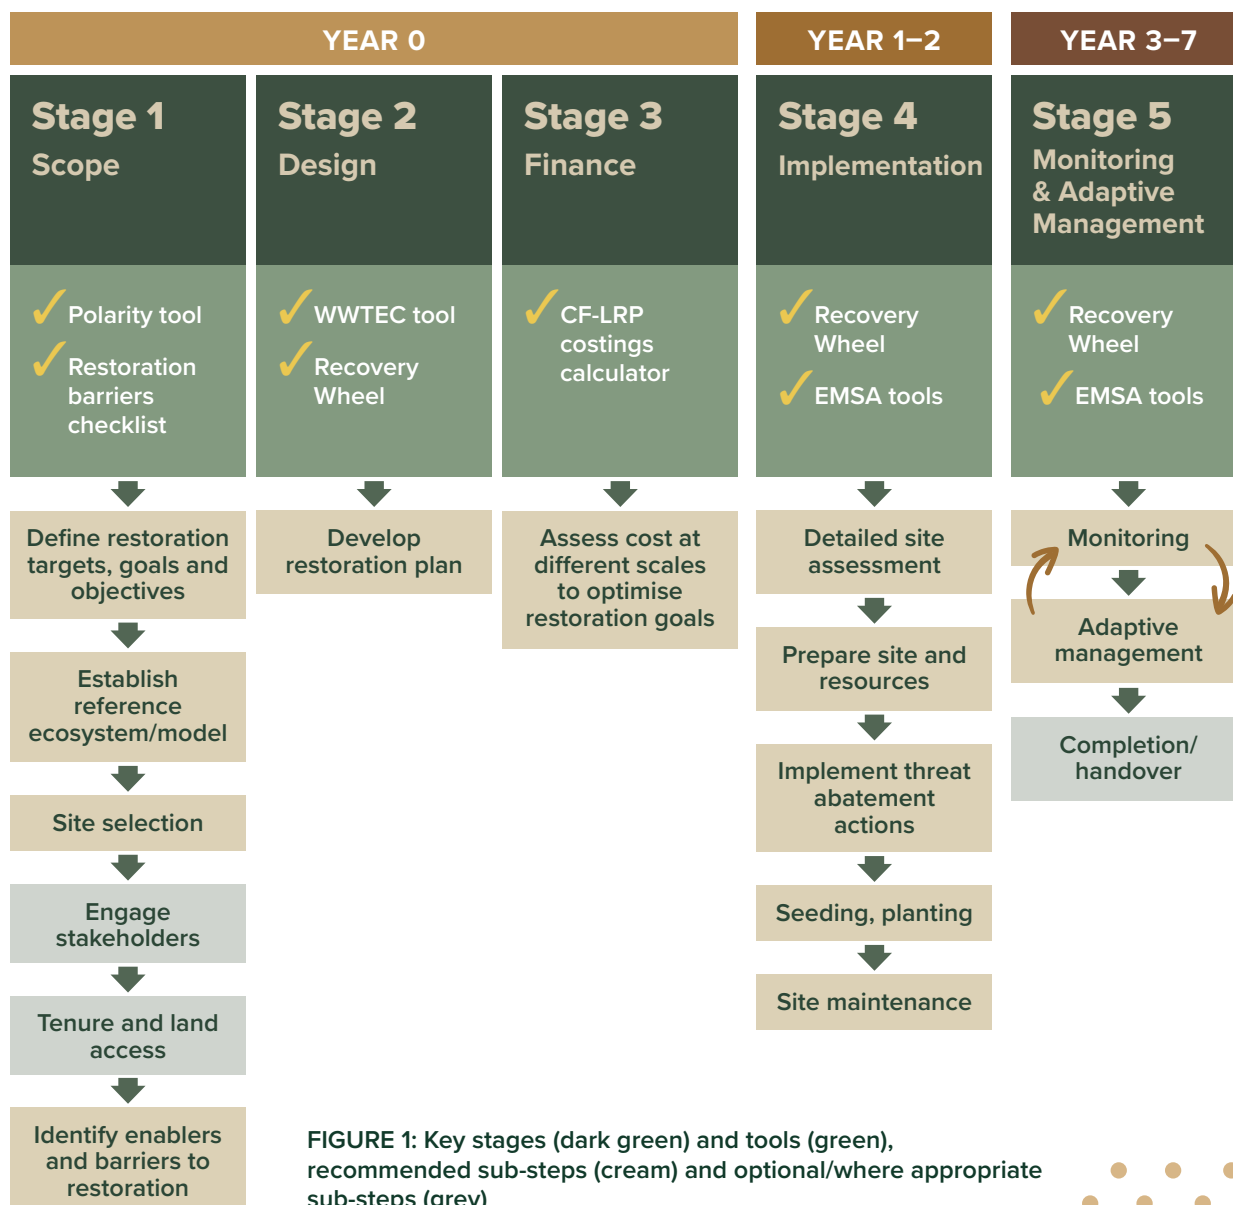 YEAR 0
YEAR 1–2
YEAR 3–7
Stage 1
Scope
Stage 2
Design
Stage 3
Finance
Stage 4
Implementation
Stage 5
Monitoring
& Adaptive
Management
Polarity tool
Restoration
barriers
checklist
WWTEC tool
Recovery
Wheel
CF-LRP
costings
calculator
Recovery
Wheel
EMSA tools
Recovery
Wheel
EMSA tools
Define restoration
targets, goals and
objectives
Establish
reference
ecosystem/model
Site selection
Engage
stakeholders
Tenure and land
access
Identify enablers
and barriers to
restoration
Develop
restoration plan
Assess cost at
different scales
to optimise
restoration goals
Detailed site
assessment
Prepare site and
resources
Implement threat
abatement
actions
Seeding, planting
Site maintenance
Monitoring
Adaptive
management
Completion/
handover
FIGURE 1: Key stages (dark green) and tools (green),
recommended sub-steps (cream) and optional/where appropriate
sub-steps (grey)